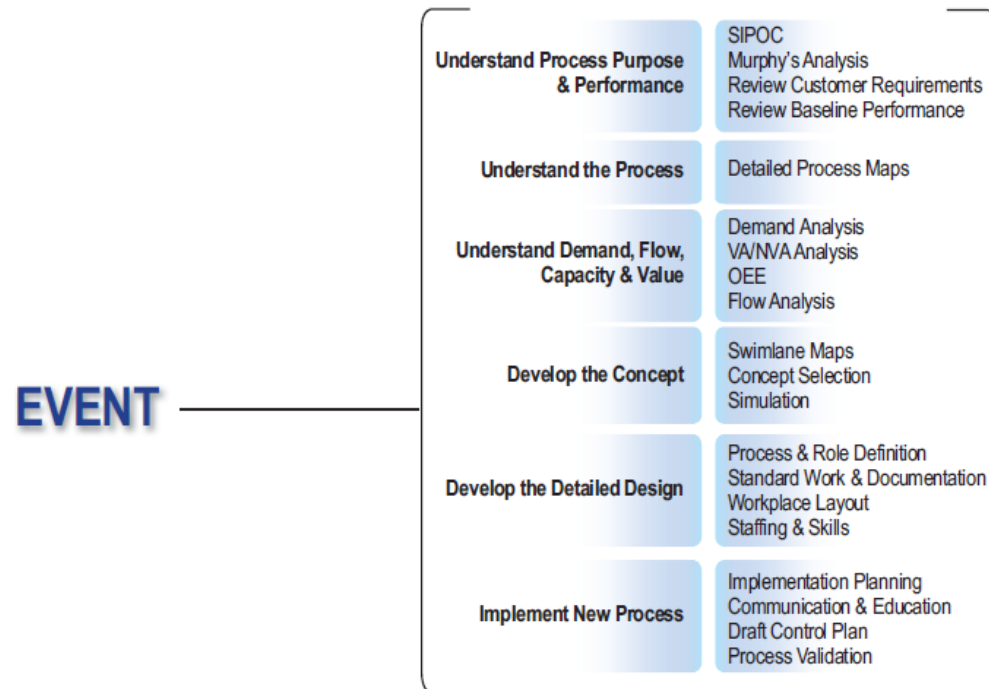 Understand Process Purpose
& Performance
SIPOC
Murphy's Analysis
Review Customer Requirements
Review Baseline Performance
Understand the Process
Detailed Process Maps
Understand Demand, Flow,
Capacity & Value
Demand Analysis
VA/NVA Analysis
OEE
Flow Analysis
EVENT
Develop the Concept
Swimlane Maps
Concept Selection
Simulation
Develop the Detailed Design
Process & Role Definition
Standard Work & Documentation
Workplace Layout
Staffing & Skills
Implement New Process
Implementation Planning
Communication & Education
Draft Control Plan
Process Validation